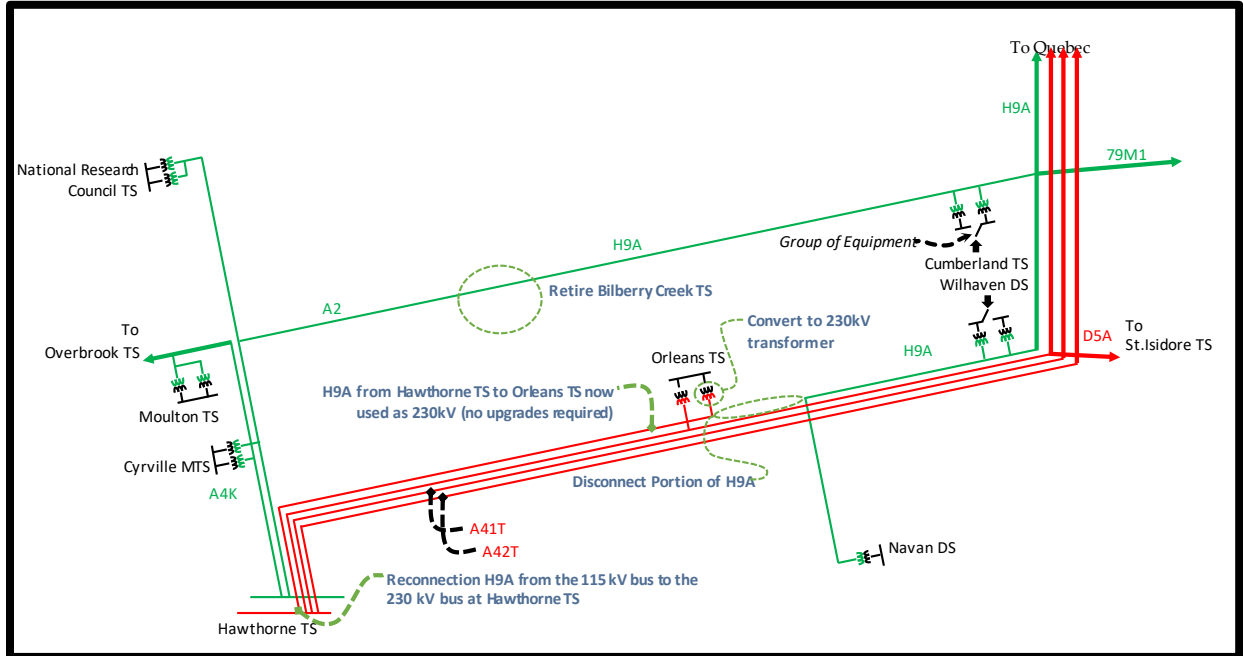 To Quebec
H9A
79M1
National Research
Council TS
H9A
Group of Equipment
Cumberland TS
Wilhaven DS
Retire Bilberry Creek TS
A2
Convert to 230kV
transformer
To
Overbrook TS
Orleans TS
H9A
D5A
To
St.Isidore TS
H9A from Hawthorne TS to Orleans TS now
used as 230kV (no upgrades required)
Moulton TS
Cyrville MTS
A4K
Disconnect Portion of H9A
A41T
A42T
Navan DS
Reconnection H9A from the 115 kV bus to the
230 kV bus at Hawthorne TS
Hawthorne TS